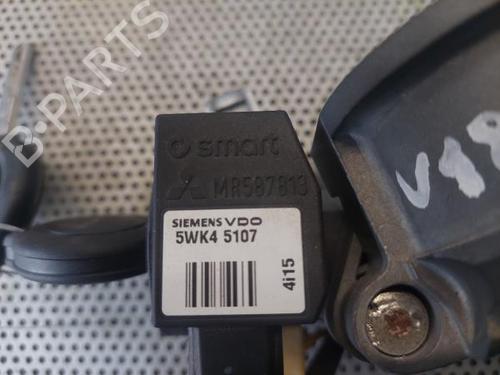 smart
MR587813
SIEMENS VDO
5WK4 5107
4i15
V18
B-PARTS